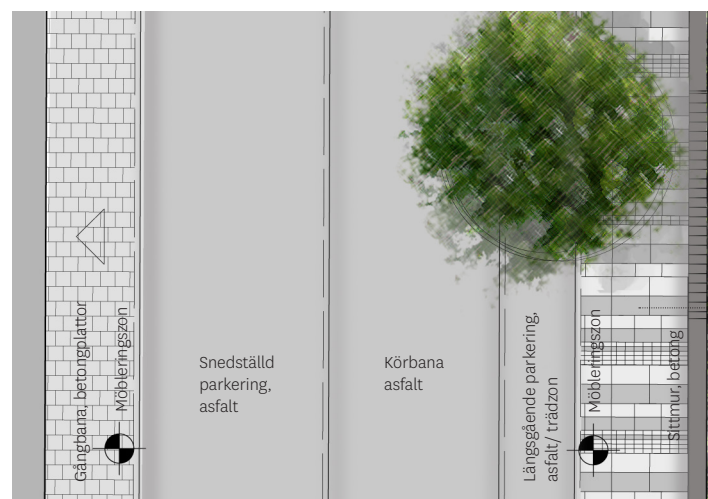 Gångbana, betongplattor
Möbleringszon
Snedställd
parkering,
asfalt
Körbana
asfalt
Längsgående parkering,
asfalt/ trädzon
Möbleringszon
Sittmur, betong